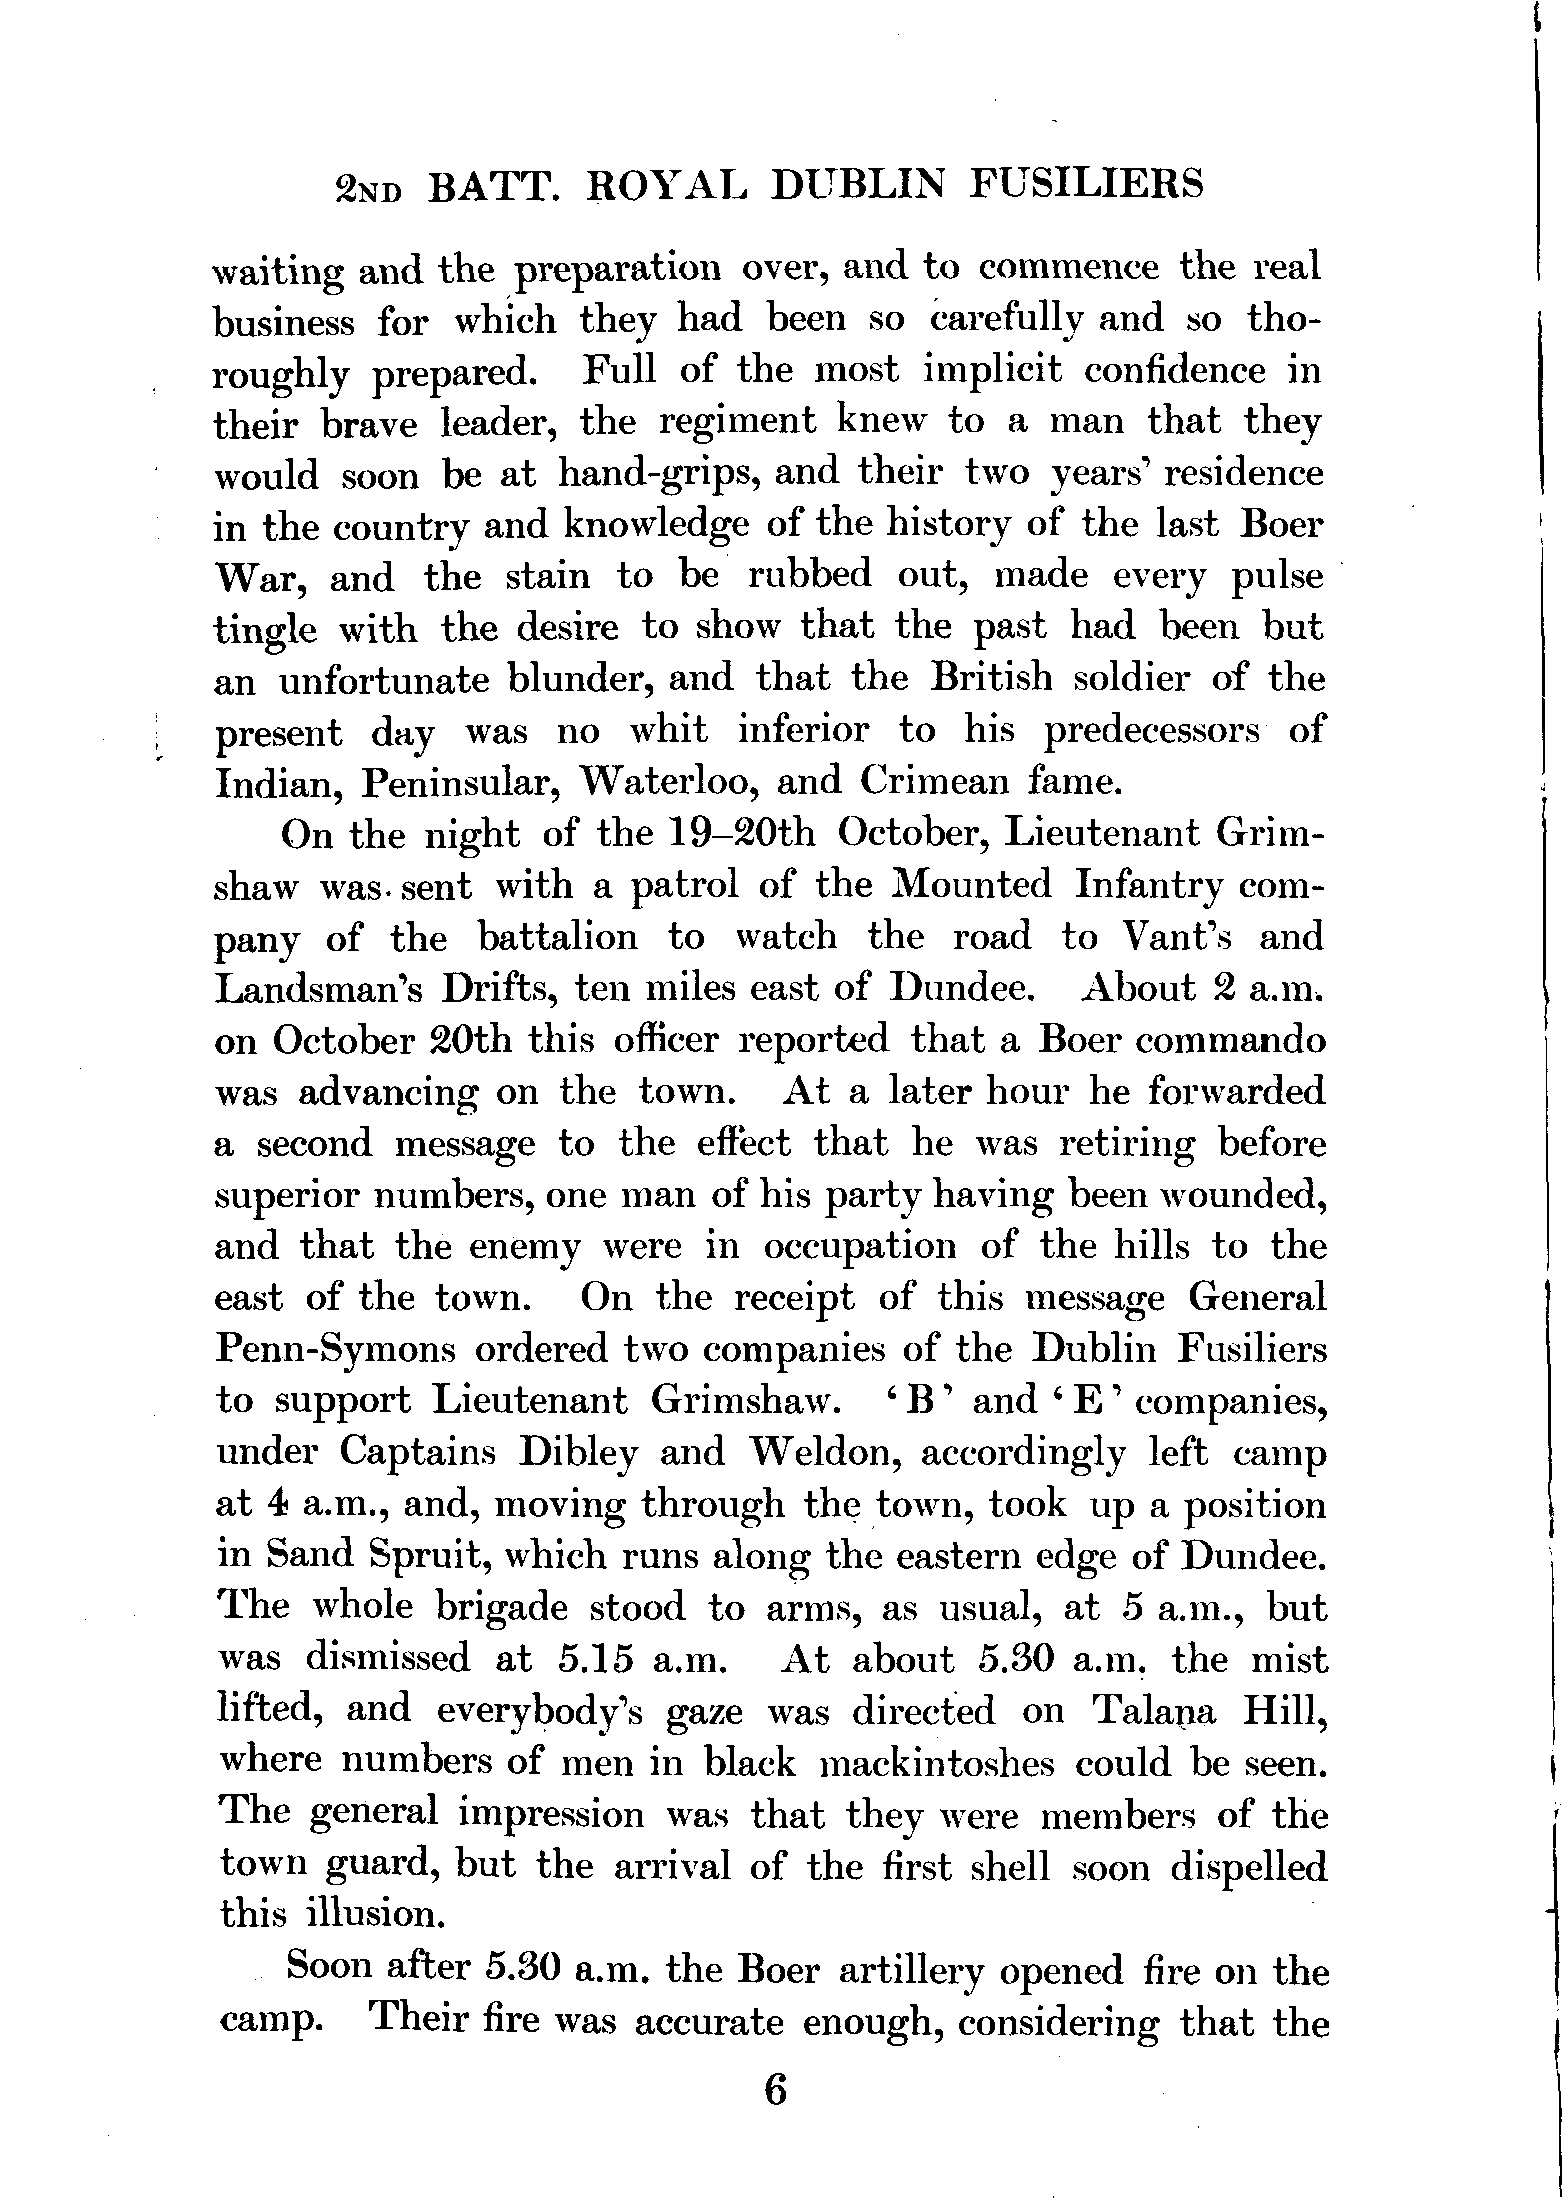 2ND BATT. ROYAL DUBLIN FUSILIERS
waiting and the preparation over, and to commence the real
business for which they had been so carefully and so tho-
roughly prepared. Full of the most implicit confidence in
their brave leader, the regiment knew to a man that they
would soon be at hand-grips, and their two years' residence
in the country and knowledge of the history of the last Boer
War, and the stain to be rubbed out, made every pulse
tingle with the desire to show that the past had been but
an unfortunate blunder, and that the British soldier of the
present day was no whit inferior to his predecessors of
Indian, Peninsular, Waterloo, and Crimean fame.
On the night of the 19–20th October, Lieutenant Grim-
shaw was sent with a patrol of the Mounted Infantry com-
pany of the battalion to watch the road to Vant's and
Landsman's Drifts, ten miles east of Dundee. About 2 a.m.
on October 20th this officer reported that a Boer commando
was advancing on the town. At a later hour he forwarded
a second message to the effect that he was retiring before
superior numbers, one man of his party having been wounded,
and that the enemy were in occupation of the hills to the
east of the town. On the receipt of this message General
Penn-Symons ordered two companies of the Dublin Fusiliers
to support Lieutenant Grimshaw. ‘B’ and ‘E’ companies,
under Captains Dibley and Weldon, accordingly left camp
at 4 a.m., and, moving through the town, took up a position
in Sand Spruit, which runs along the eastern edge of Dundee.
The whole brigade stood to arms, as usual, at 5 a.m., but
was dismissed at 5.15 a.m. At about 5.30 a.m. the mist
lifted, and everybody's gaze was directed on Talana Hill,
where numbers of men in black mackintoshes could be seen.
The general impression was that they were members of the
town guard, but the arrival of the first shell soon dispelled
this illusion.
Soon after 5.30 a.m. the Boer artillery opened fire on the
camp. Their fire was accurate enough, considering that the
6